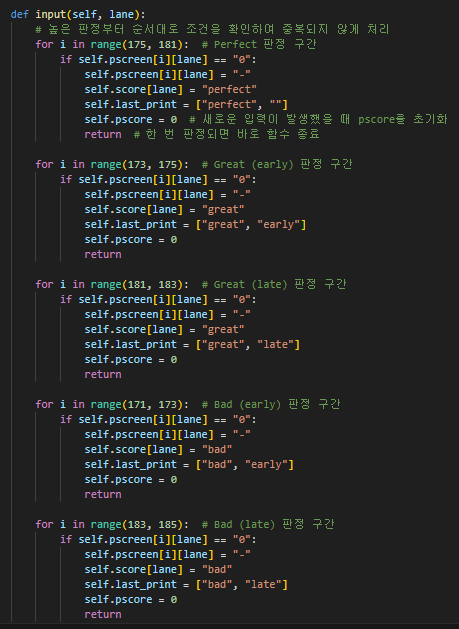 def input(self, lane):
    # 높은 판정부터 순서대로 조건을 확인하여 중복되지 않게 처리
    for i in range(175, 181):  # Perfect 판정 구간
        if self.pscreen[i][lane] == "0":
            self.pscreen[i][lane] = "-"
            self.score[lane] = "perfect"
            self.last_print = ["perfect", ""]
            self.pscore = 0  # 새로운 입력이 발생했을 때 pscore를 초기화
            return  # 한 번 판정되면 바로 함수 종료

    for i in range(173, 175):  # Great (early) 판정 구간
        if self.pscreen[i][lane] == "0":
            self.pscreen[i][lane] = "-"
            self.score[lane] = "great"
            self.last_print = ["great", "early"]
            self.pscore = 0
            return

    for i in range(181, 183):  # Great (late) 판정 구간
        if self.pscreen[i][lane] == "0":
            self.pscreen[i][lane] = "-"
            self.score[lane] = "great"
            self.last_print = ["great", "late"]
            self.pscore = 0
            return

    for i in range(171, 173):  # Bad (early) 판정 구간
        if self.pscreen[i][lane] == "0":
            self.pscreen[i][lane] = "-"
            self.score[lane] = "bad"
            self.last_print = ["bad", "early"]
            self.pscore = 0
            return

    for i in range(183, 185):  # Bad (late) 판정 구간
        if self.pscreen[i][lane] == "0":
            self.pscreen[i][lane] = "-"
            self.score[lane] = "bad"
            self.last_print = ["bad", "late"]
            self.pscore = 0
            return